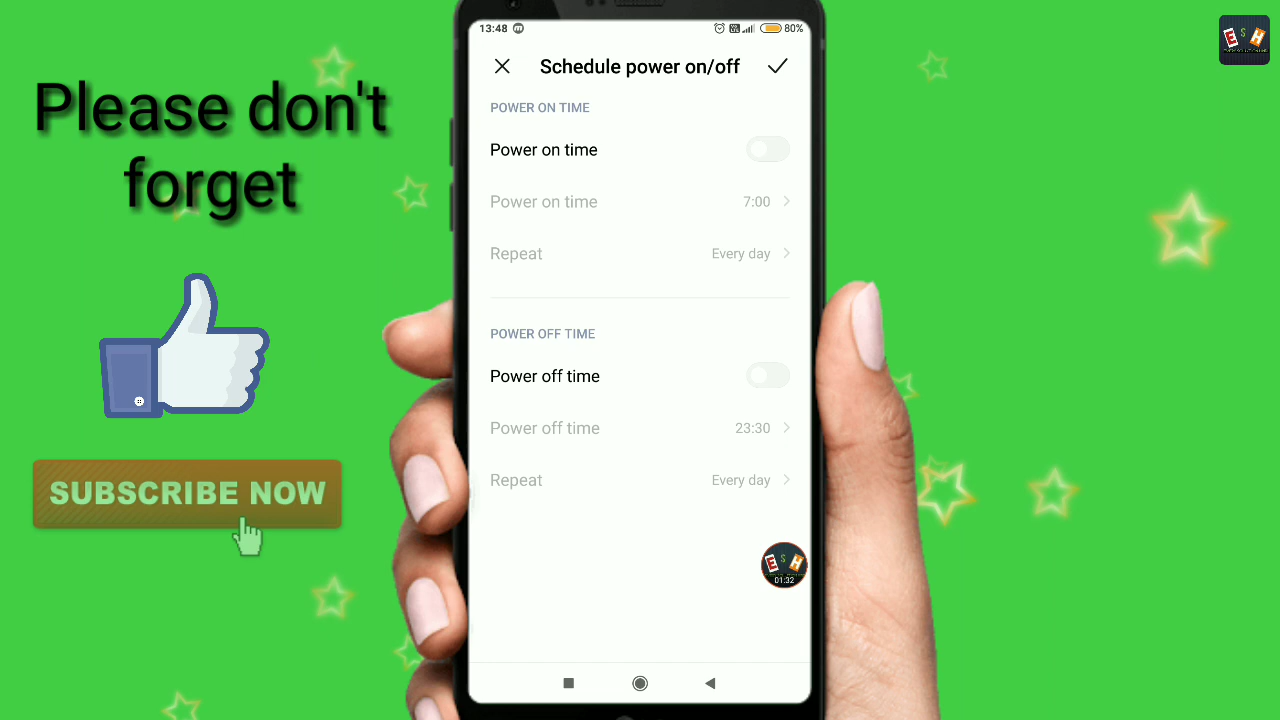 Please don't
forget
SUBSCRIBE NOW
13:48
80%
Schedule power on/off
POWER ON TIME
Power on time
Power on time 7:00
Repeat Every day
POWER OFF TIME
Power off time
Power off time 23:30
Repeat Every day
E $ H
01:32
E $ H